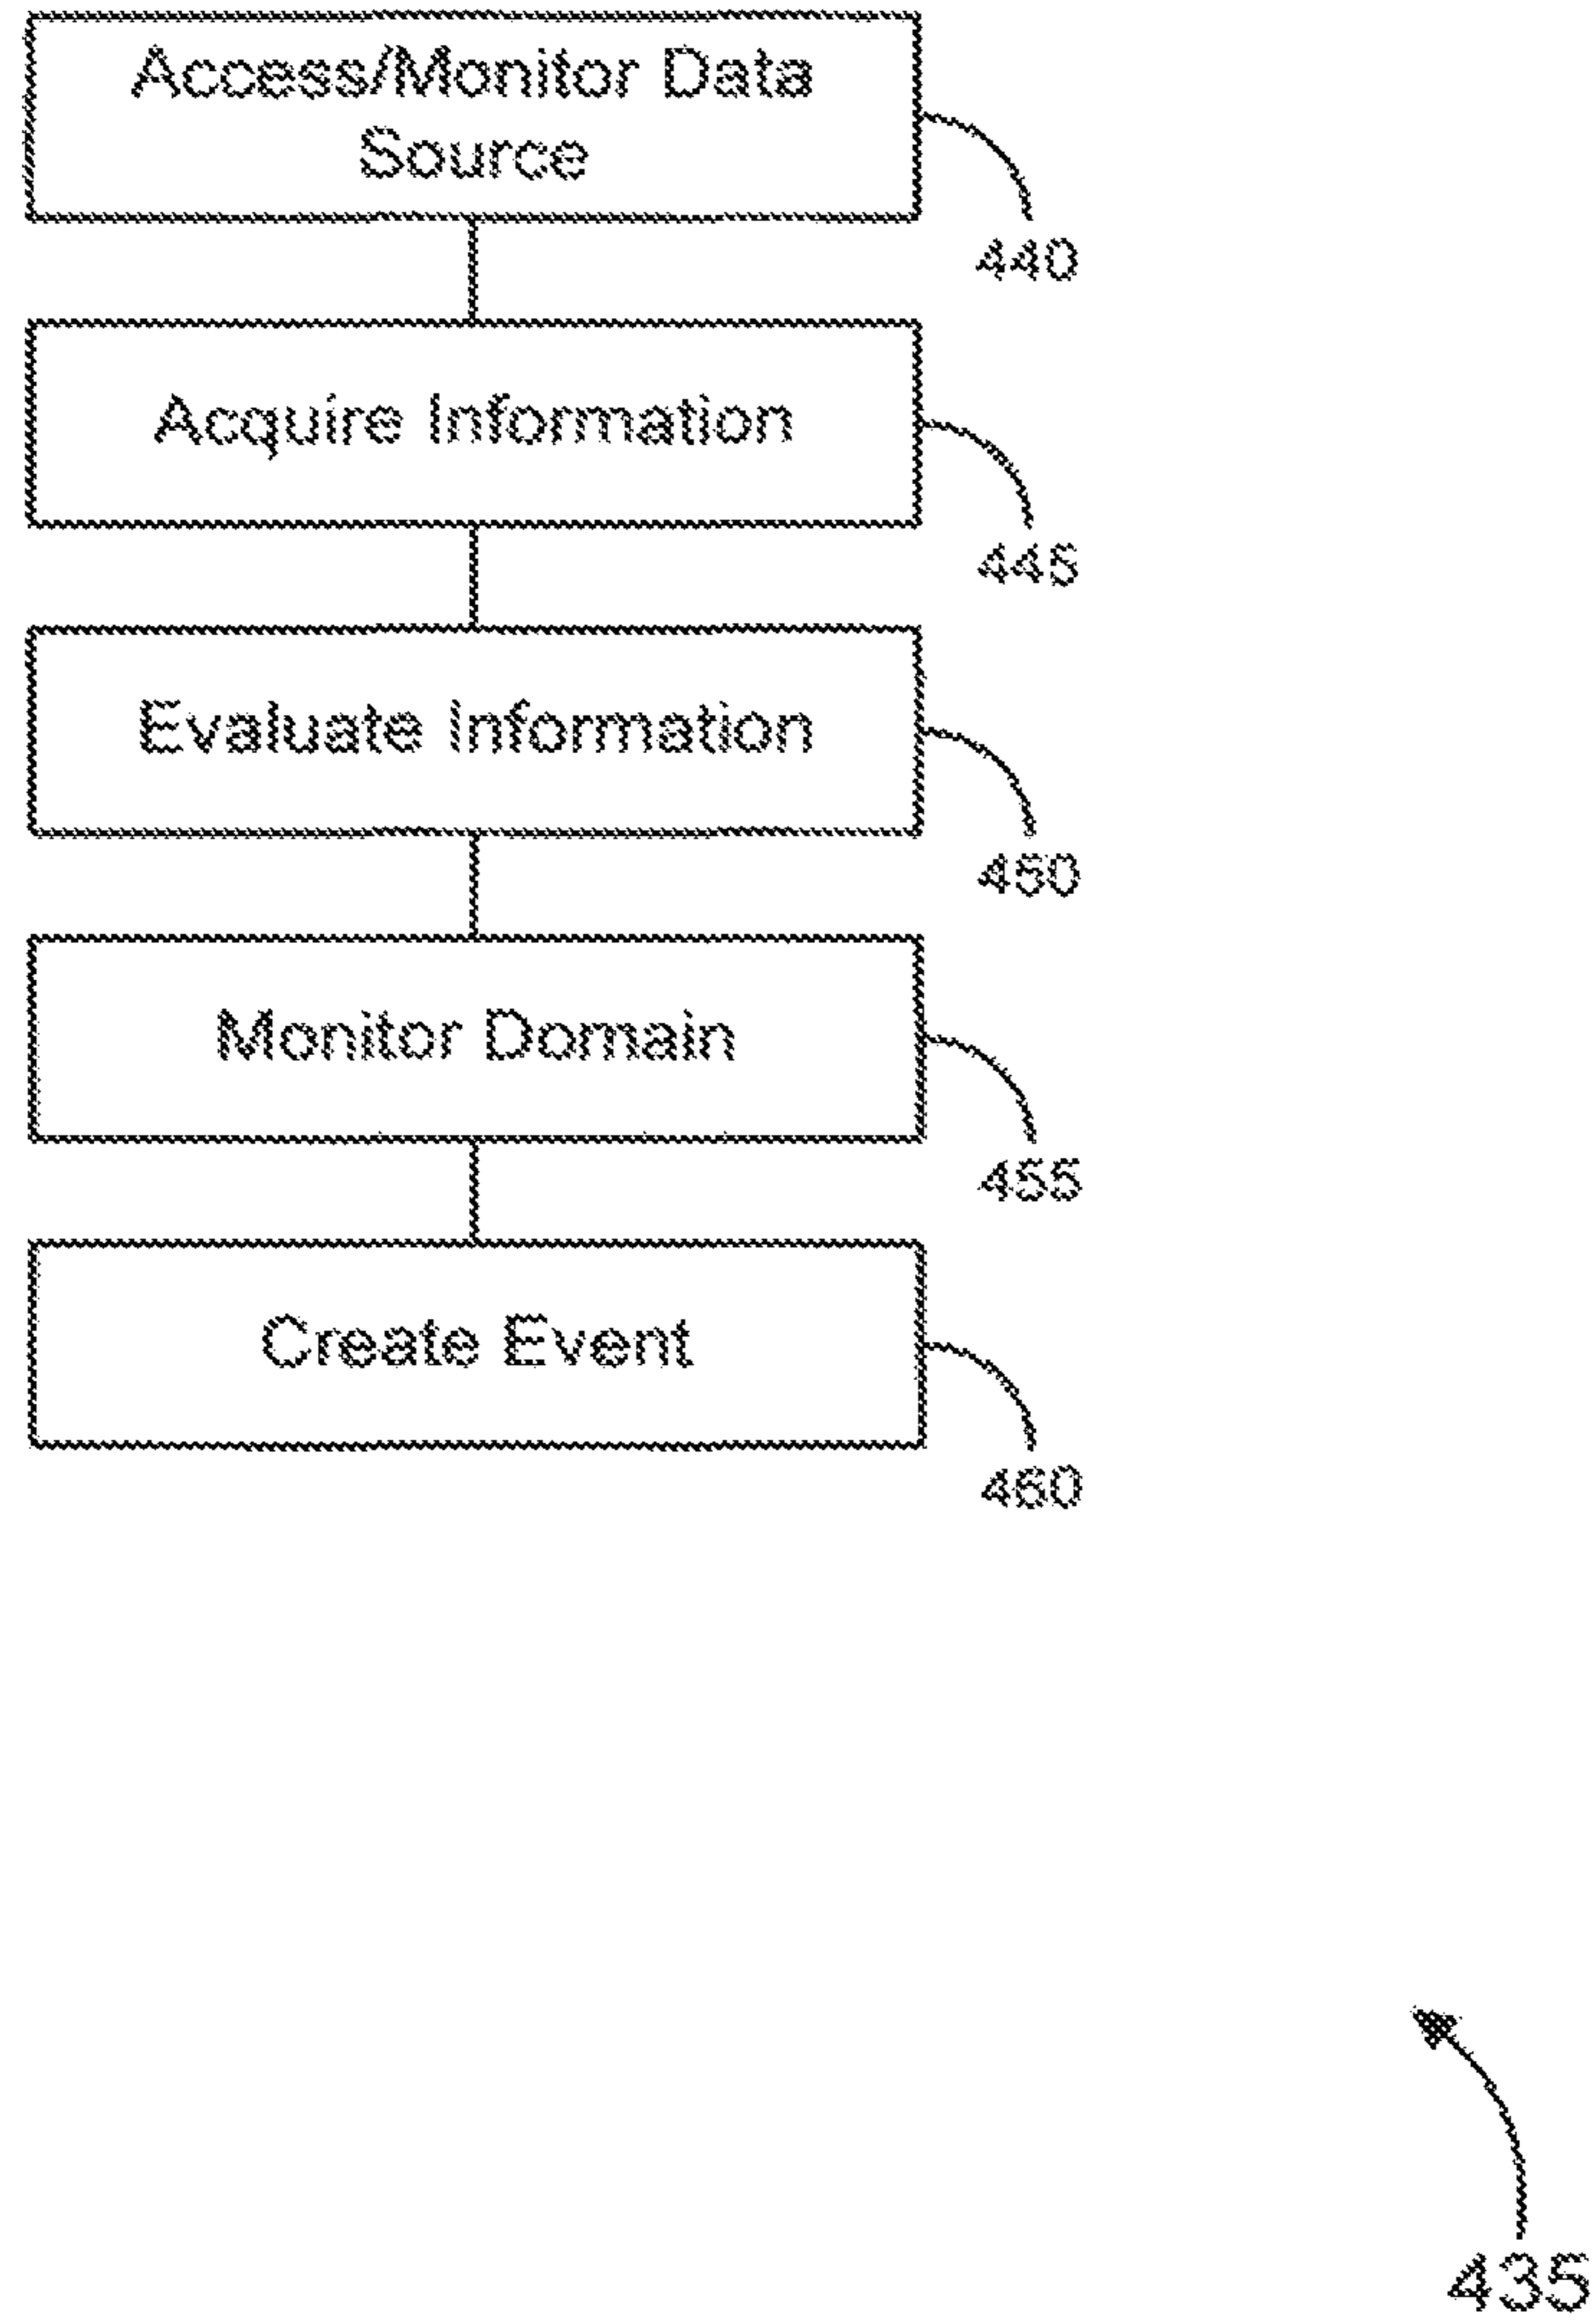 Access/Monitor Data
Source
440
Acquire Information
445
Evaluate Information
450
Monitor Domain
455
Create Event
460
435